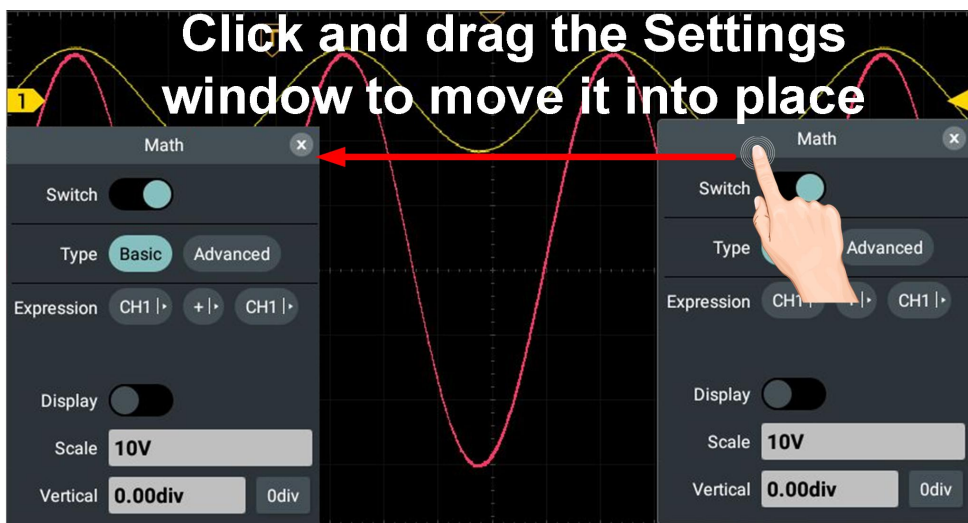 Click and drag the Settings
window to move it into place
1
Math x
Switch
Type Basic Advanced
Expression CH1 + CH1
Display
Scale 10V
Vertical 0.00div 0div
Math x
Switch
Type Advanced
Expression CH1 + CH1
Display
Scale 10V
Vertical 0.00div 0div